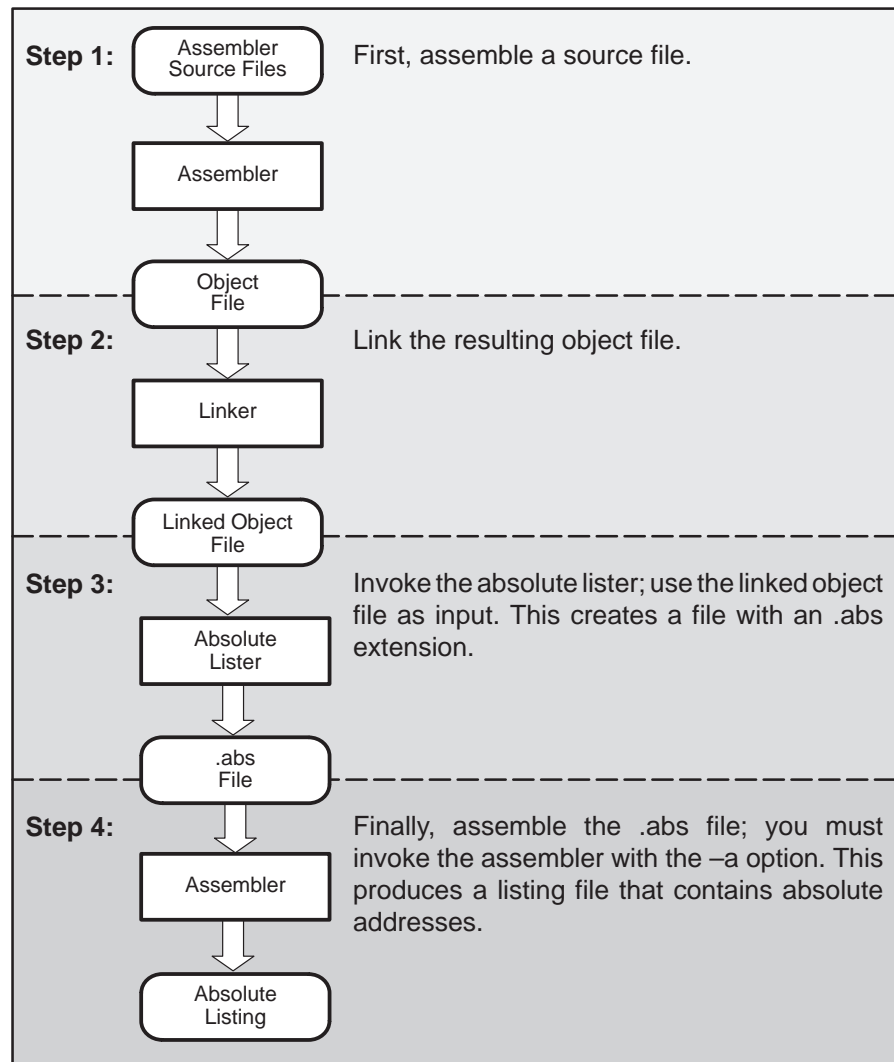 Step 1:
Assembler
Source Files
First, assemble a source file.
Assembler
Object
File
Step 2:
Link the resulting object file.
Linker
Linked Object
File
Step 3:
Invoke the absolute lister; use the linked object
file as input. This creates a file with an .abs
extension.
Absolute
Lister
.abs
File
Step 4:
Finally, assemble the .abs file; you must
invoke the assembler with the –a option. This
produces a listing file that contains absolute
addresses.
Assembler
Absolute
Listing